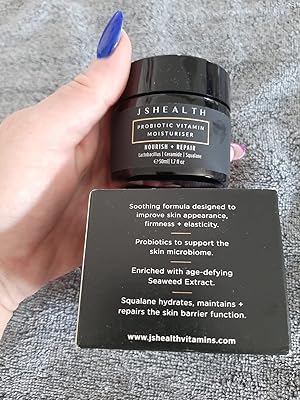 JSHEALTH
PROBIOTIC VITAMIN
MOISTURISER
NOURISH + REPAIR
Lactobacillus | Ceramide | Squalane
℮50ml | 1.7 fl oz
Soothing formula designed to
improve skin appearance,
firmness + elasticity.
Probiotics to support the
skin microbiome.
Enriched with age-defying
Seaweed Extract.
Squalane hydrates, maintains +
repairs the skin barrier function.
www.jshealthvitamins.com